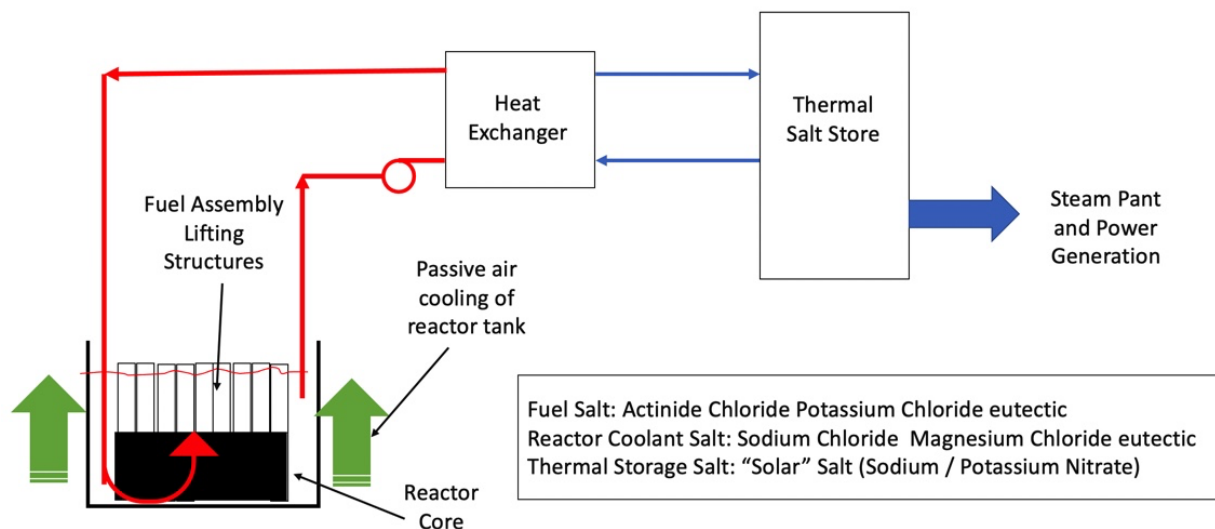 Heat
Exchanger
Thermal
Salt Store
Fuel Assembly
Lifting
Structures
Passive air
cooling of
reactor tank
Steam Pant
and Power
Generation
Fuel Salt: Actinide Chloride Potassium Chloride eutectic
Reactor Coolant Salt: Sodium Chloride  Magnesium Chloride eutectic
Thermal Storage Salt: “Solar” Salt (Sodium / Potassium Nitrate)
Reactor
Core